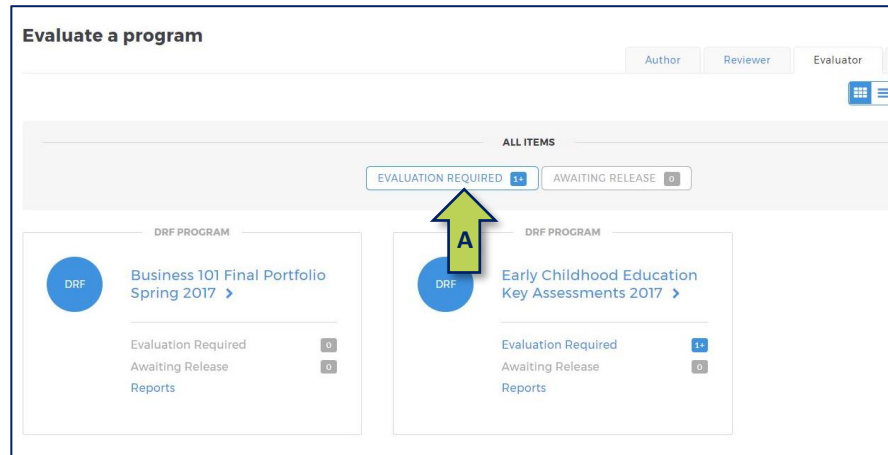 Evaluate a program
Author Reviewer Evaluator
ALL ITEMS
EVALUATION REQUIRED 1+ AWAITING RELEASE 0
A
DRF PROGRAM
DRF
Business 101 Final Portfolio
Spring 2017 >
Evaluation Required 0
Awaiting Release 0
Reports
DRF PROGRAM
DRF
Early Childhood Education
Key Assessments 2017 >
Evaluation Required 1+
Awaiting Release 0
Reports